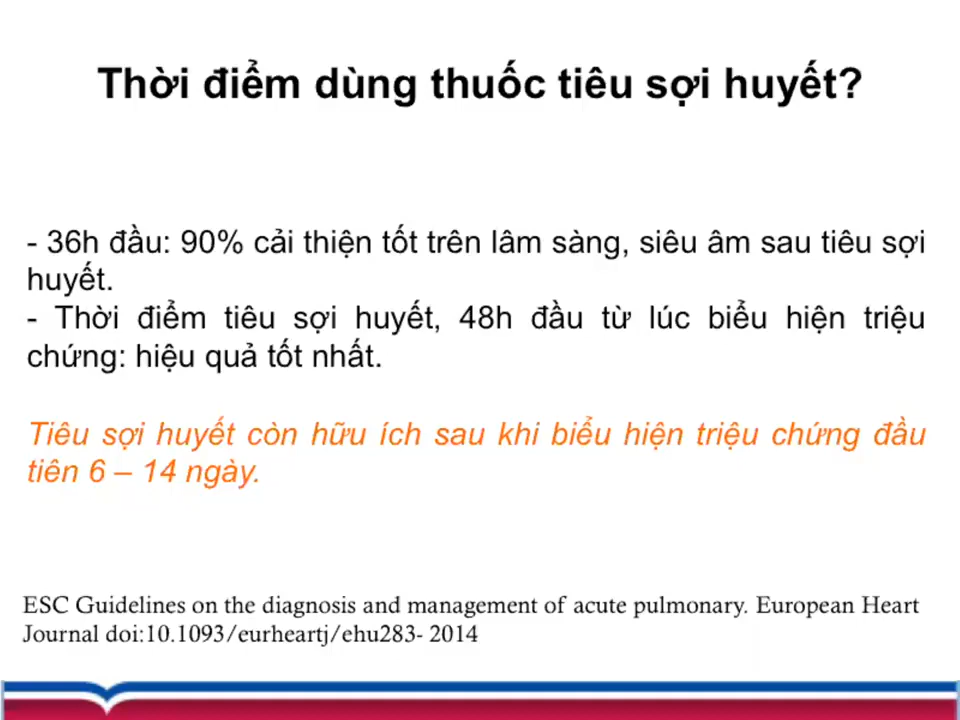 Thời điểm dùng thuốc tiêu sợi huyết?
- 36h đầu: 90% cải thiện tốt trên lâm sàng, siêu âm sau tiêu sợi
huyết.
- Thời điểm tiêu sợi huyết, 48h đầu từ lúc biểu hiện triệu
chứng: hiệu quả tốt nhất.
Tiêu sợi huyết còn hữu ích sau khi biểu hiện triệu chứng đầu
tiên 6 – 14 ngày.
ESC Guidelines on the diagnosis and management of acute pulmonary. European Heart
Journal doi:10.1093/eurheartj/ehu283- 2014